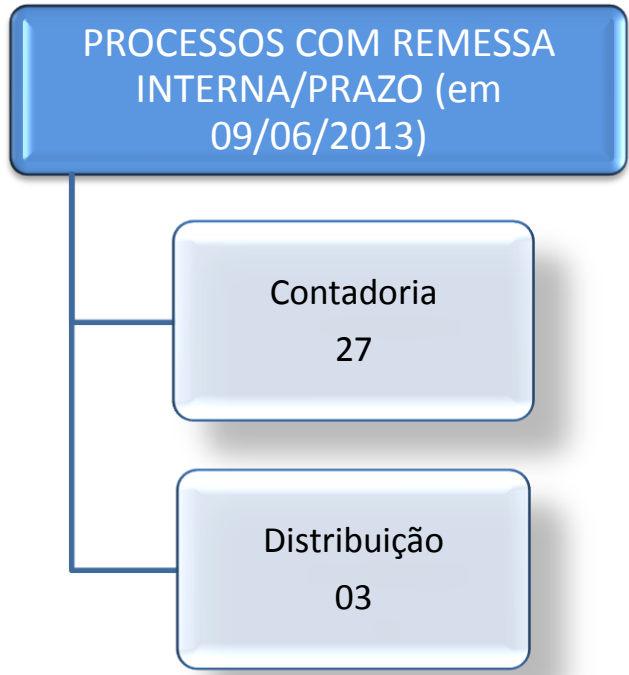 PROCESSOS COM REMESSA
INTERNA/PRAZO (em
09/06/2013)
Contadoria
27
Distribuição
03